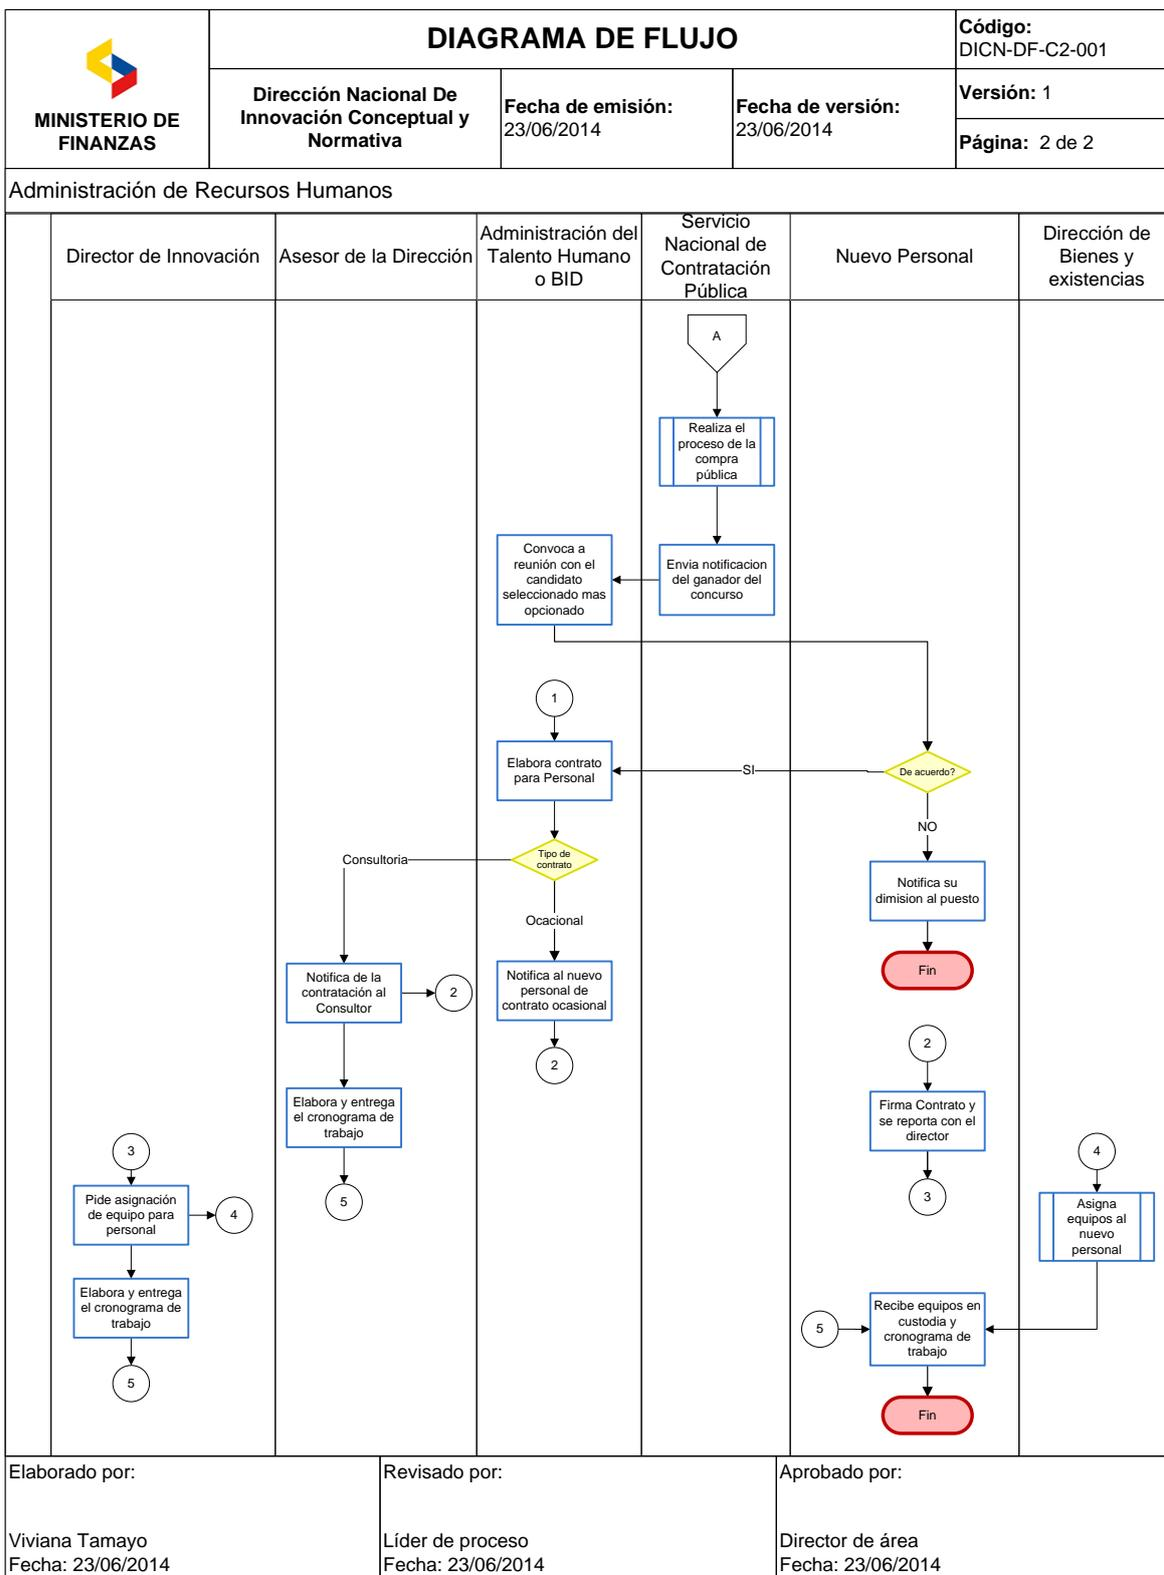 MINISTERIO DE
FINANZAS
DIAGRAMA DE FLUJO
Código:
DICN-DF-C2-001
Dirección Nacional De
Innovación Conceptual y
Normativa
Fecha de emisión:
23/06/2014
Fecha de versión:
23/06/2014
Versión: 1
Página: 2 de 2
Administración de Recursos Humanos
Director de Innovación
Asesor de la Dirección
Administración del
Talento Humano
o BID
Servicio
Nacional de
Contratación
Pública
Nuevo Personal
Dirección de
Bienes y
existencias
A
Realiza el
proceso de la
compra
pública
Convoca a
reunión con el
candidato
seleccionado mas
opcionado
Envia notificacion
del ganador del
concurso
1
Elabora contrato
para Personal
SI
De acuerdo?
NO
Consultoria
Tipo de
contrato
Notifica su
dimision al puesto
Ocacional
Fin
Notifica de la
contratación al
Consultor
2
Notifica al nuevo
personal de
contrato ocasional
2
2
Elabora y entrega
el cronograma de
trabajo
Firma Contrato y
se reporta con el
director
3
4
5
3
Pide asignación
de equipo para
personal
4
Asigna
equipos al
nuevo
personal
Elabora y entrega
el cronograma de
trabajo
5
Recibe equipos en
custodia y
cronograma de
trabajo
5
Fin
Elaborado por:
Viviana Tamayo
Fecha: 23/06/2014
Revisado por:
Líder de proceso
Fecha: 23/06/2014
Aprobado por:
Director de área
Fecha: 23/06/2014